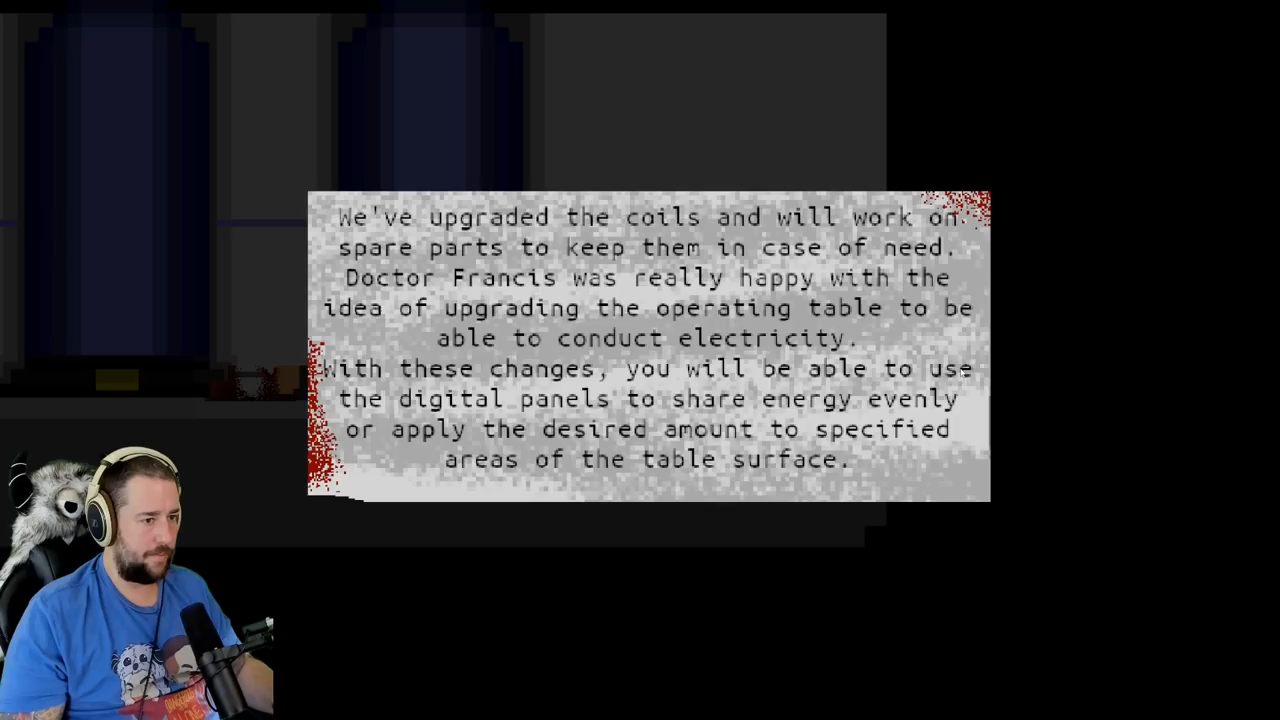 We've upgraded the coils and will work on
spare parts to keep them in case of need.
Doctor Francis was really happy with the
idea of upgrading the operating table to be
able to conduct electricity.
With these changes, you will be able to use
the digital panels to share energy evenly
or apply the desired amount to specified
areas of the table surface.